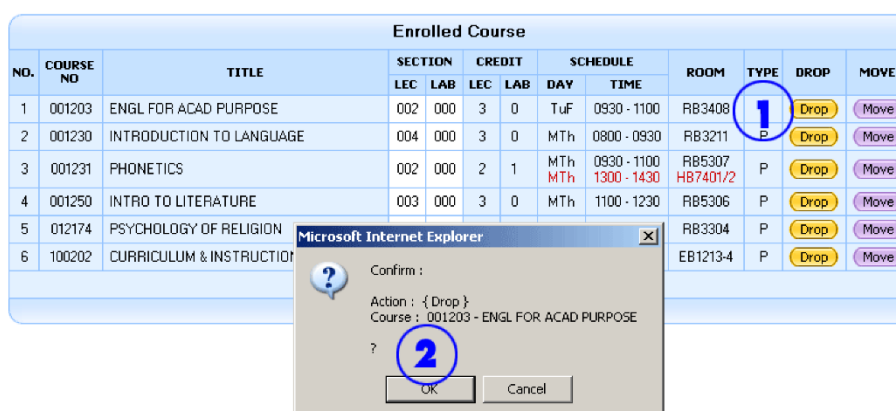 Enrolled Course
NO. COURSE NO TITLE SECTION CREDIT SCHEDULE ROOM TYPE DROP MOVE
LEC LAB LEC LAB DAY TIME
1 001203 ENGL FOR ACAD PURPOSE 002 000 3 0 TuF 0930 - 1100 RB3408 1 Drop Move
2 001230 INTRODUCTION TO LANGUAGE 004 000 3 0 MTh 0800 - 0930 RB3211 P Drop Move
3 001231 PHONETICS 002 000 2 1 MTh 0930 - 1100 RB5307 P Drop Move
MTh 1300 - 1430 HB7401/2
4 001250 INTRO TO LITERATURE 003 000 3 0 MTh 1100 - 1230 RB5306 P Drop Move
5 012174 PSYCHOLOGY OF RELIGION RB3304 P Drop Move
6 100202 CURRICULUM & INSTRUCTION EB1213-4 P Drop Move
Microsoft Internet Explorer
Confirm :
Action : { Drop }
Course : 001203 - ENGL FOR ACAD PURPOSE
?
2
OK Cancel